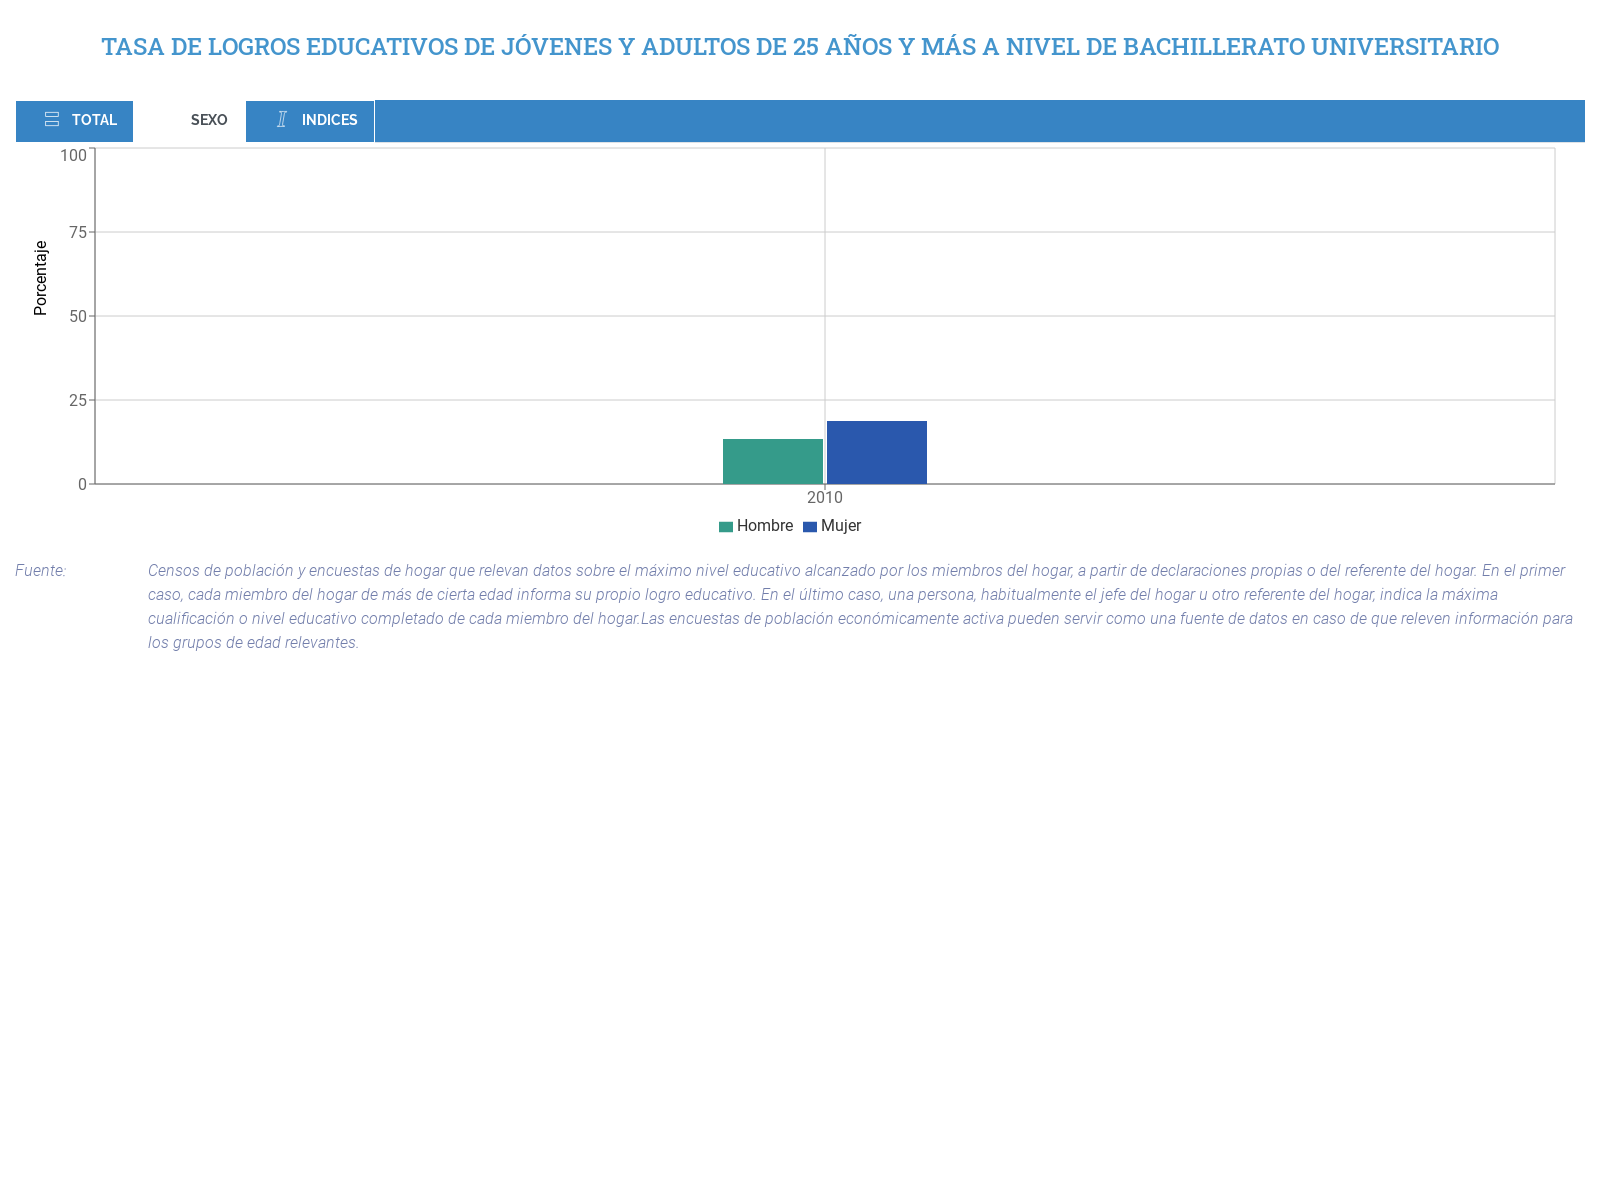 TASA DE LOGROS EDUCATIVOS DE JÓVENES Y ADULTOS DE 25 AÑOS Y MÁS A NIVEL DE BACHILLERATO UNIVERSITARIO
TOTAL SEXO INDICES
100
75
50
25
0
Porcentaje
2010
Hombre Mujer
Fuente: Censos de población y encuestas de hogar que relevan datos sobre el máximo nivel educativo alcanzado por los miembros del hogar, a partir de declaraciones propias o del referente del hogar. En el primer
caso, cada miembro del hogar de más de cierta edad informa su propio logro educativo. En el último caso, una persona, habitualmente el jefe del hogar u otro referente del hogar, indica la máxima
cualificación o nivel educativo completado de cada miembro del hogar.Las encuestas de población económicamente activa pueden servir como una fuente de datos en caso de que releven información para
los grupos de edad relevantes.